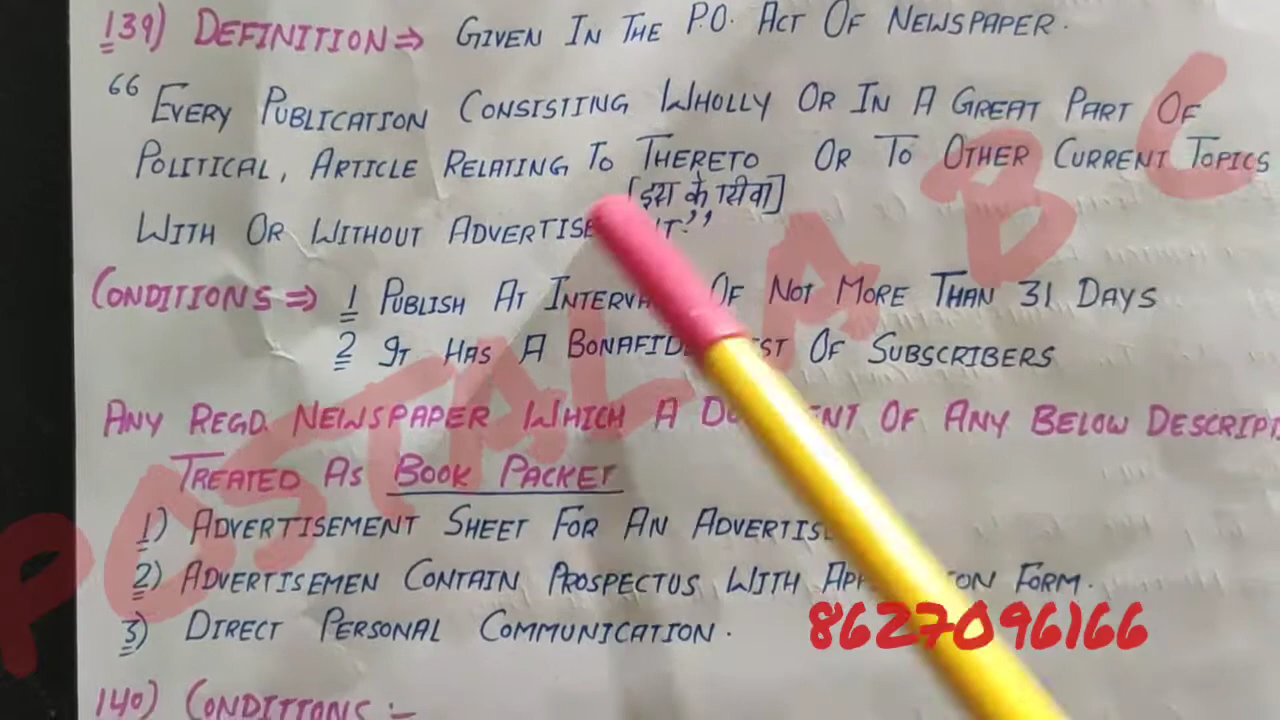 139) DEFINITION⇒ GIVEN IN THE P.O. ACT OF NEWSPAPER.
“ EVERY PUBLICATION CONSISTING WHOLLY OR IN A GREAT PART OF
POLITICAL, ARTICLE RELATING TO THERETO OR TO OTHER CURRENT TOPICS
[इस के सिवा]
WITH OR WITHOUT ”
CONDITIONS⇒ 1 PUBLISH AT OF NOT MORE THAN 31 DAYS
2 IT HAS A OF SUBSCRIBERS
ANY REGD. NEWSPAPER WHICH A OF ANY BELOW DESCRIPT
TREATED AS BOOK PACKET
1) ADVERTISEMENT SHEET FOR AN
2) ADVERTISEMEN CONTAIN PROSPECTUS WITH FORM.
3) DIRECT PERSONAL COMMUNICATION.
8627096166
140) CONDITIONS :-
POSTAL A B C